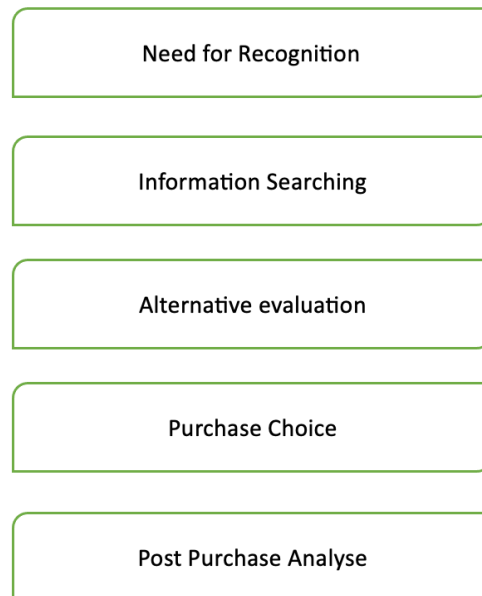 Need for Recognition
Information Searching
Alternative evaluation
Purchase Choice
Post Purchase Analyse